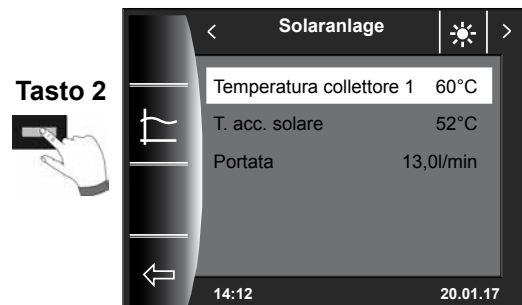 Tasto 2
< Solaranlage >
Temperatura collettore 1 60°C
T. acc. solare 52°C
Portata 13,0l/min
14:12 20.01.17